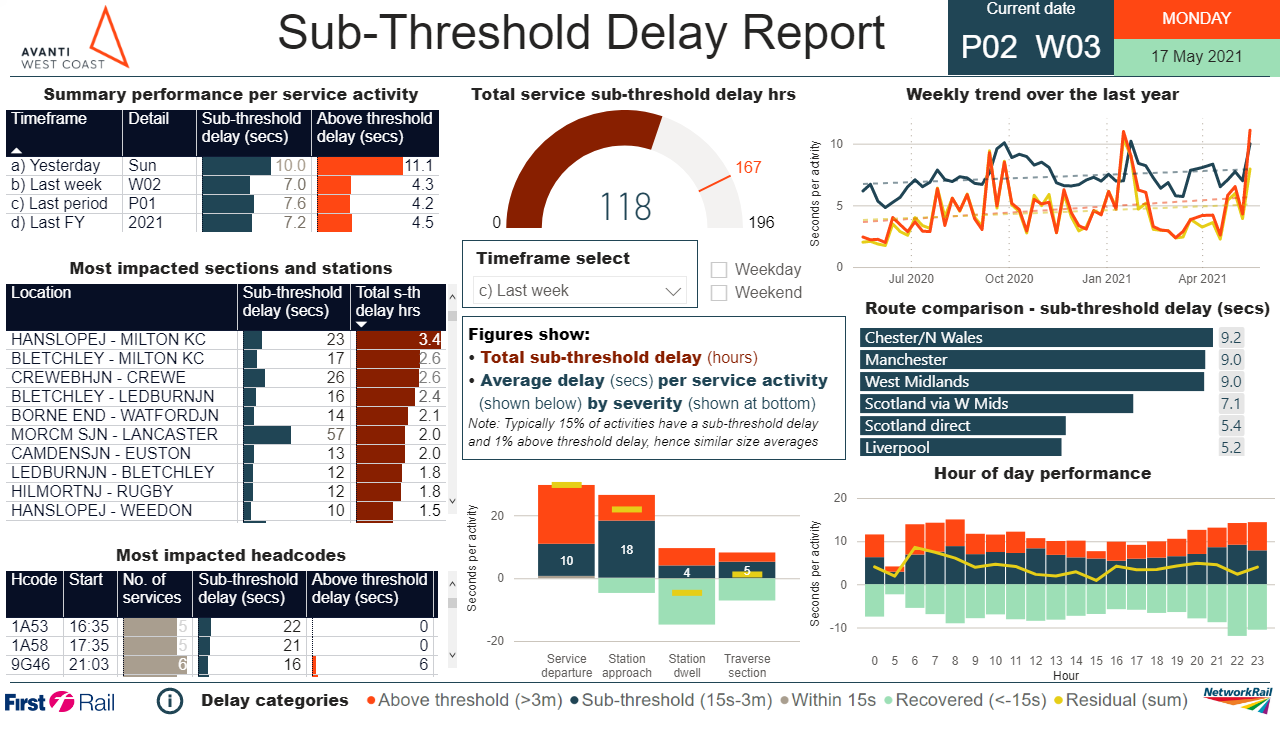 AVANTI
WEST COAST
Sub-Threshold Delay Report
Current date
P02 W03
MONDAY
17 May 2021
Summary performance per service activity
Timeframe Detail Sub-threshold delay (secs) Above threshold delay (secs)
a) Yesterday Sun 10.0 11.1
b) Last week W02 7.0 4.3
c) Last period P01 7.6 4.2
d) Last FY 2021 7.2 4.5
Most impacted sections and stations
Location Sub-threshold delay (secs) Total s-th delay hrs
HANSLOPEJ - MILTON KC 23 3.4
BLETCHLEY - MILTON KC 17 2.6
CREWEBHJN - CREWE 26 2.6
BLETCHLEY - LEDBURNJN 16 2.4
BORNE END - WATFORDJN 14 2.1
MORCM SJN - LANCASTER 57 2.0
CAMDENSJN - EUSTON 13 2.0
LEDBURNJN - BLETCHLEY 12 1.8
HILMORTNJ - RUGBY 12 1.8
HANSLOPEJ - WEEDON 10 1.5
Most impacted headcodes
Hcode Start No. of services Sub-threshold delay (secs) Above threshold delay (secs)
1A53 16:35 5 22 0
1A58 17:35 5 21 0
9G46 21:03 6 16 6
Total service sub-threshold delay hrs
0 118 167 196
Timeframe select
c) Last week
Weekday
Weekend
Figures show:
• Total sub-threshold delay (hours)
• Average delay (secs) per service activity
(shown below) by severity (shown at bottom)
Note: Typically 15% of activities have a sub-threshold delay
and 1% above threshold delay, hence similar size averages
Seconds per activity
20
0
-20
10 18 4 5
Service departure
Station approach
Station dwell
Traverse section
Weekly trend over the last year
Seconds per activity
10
5
0
Jul 2020 Oct 2020 Jan 2021 Apr 2021
Route comparison - sub-threshold delay (secs)
Chester/N Wales 9.2
Manchester 9.0
West Midlands 9.0
Scotland via W Mids 7.1
Scotland direct 5.4
Liverpool 5.2
Hour of day performance
Seconds per activity
20
10
0
-10
0 5 6 7 8 9 10 11 12 13 14 15 16 17 18 19 20 21 22 23
Hour
First Rail
i
Delay categories
Above threshold (>3m) Sub-threshold (15s-3m) Within 15s Recovered (<-15s) Residual (sum)
NetworkRail